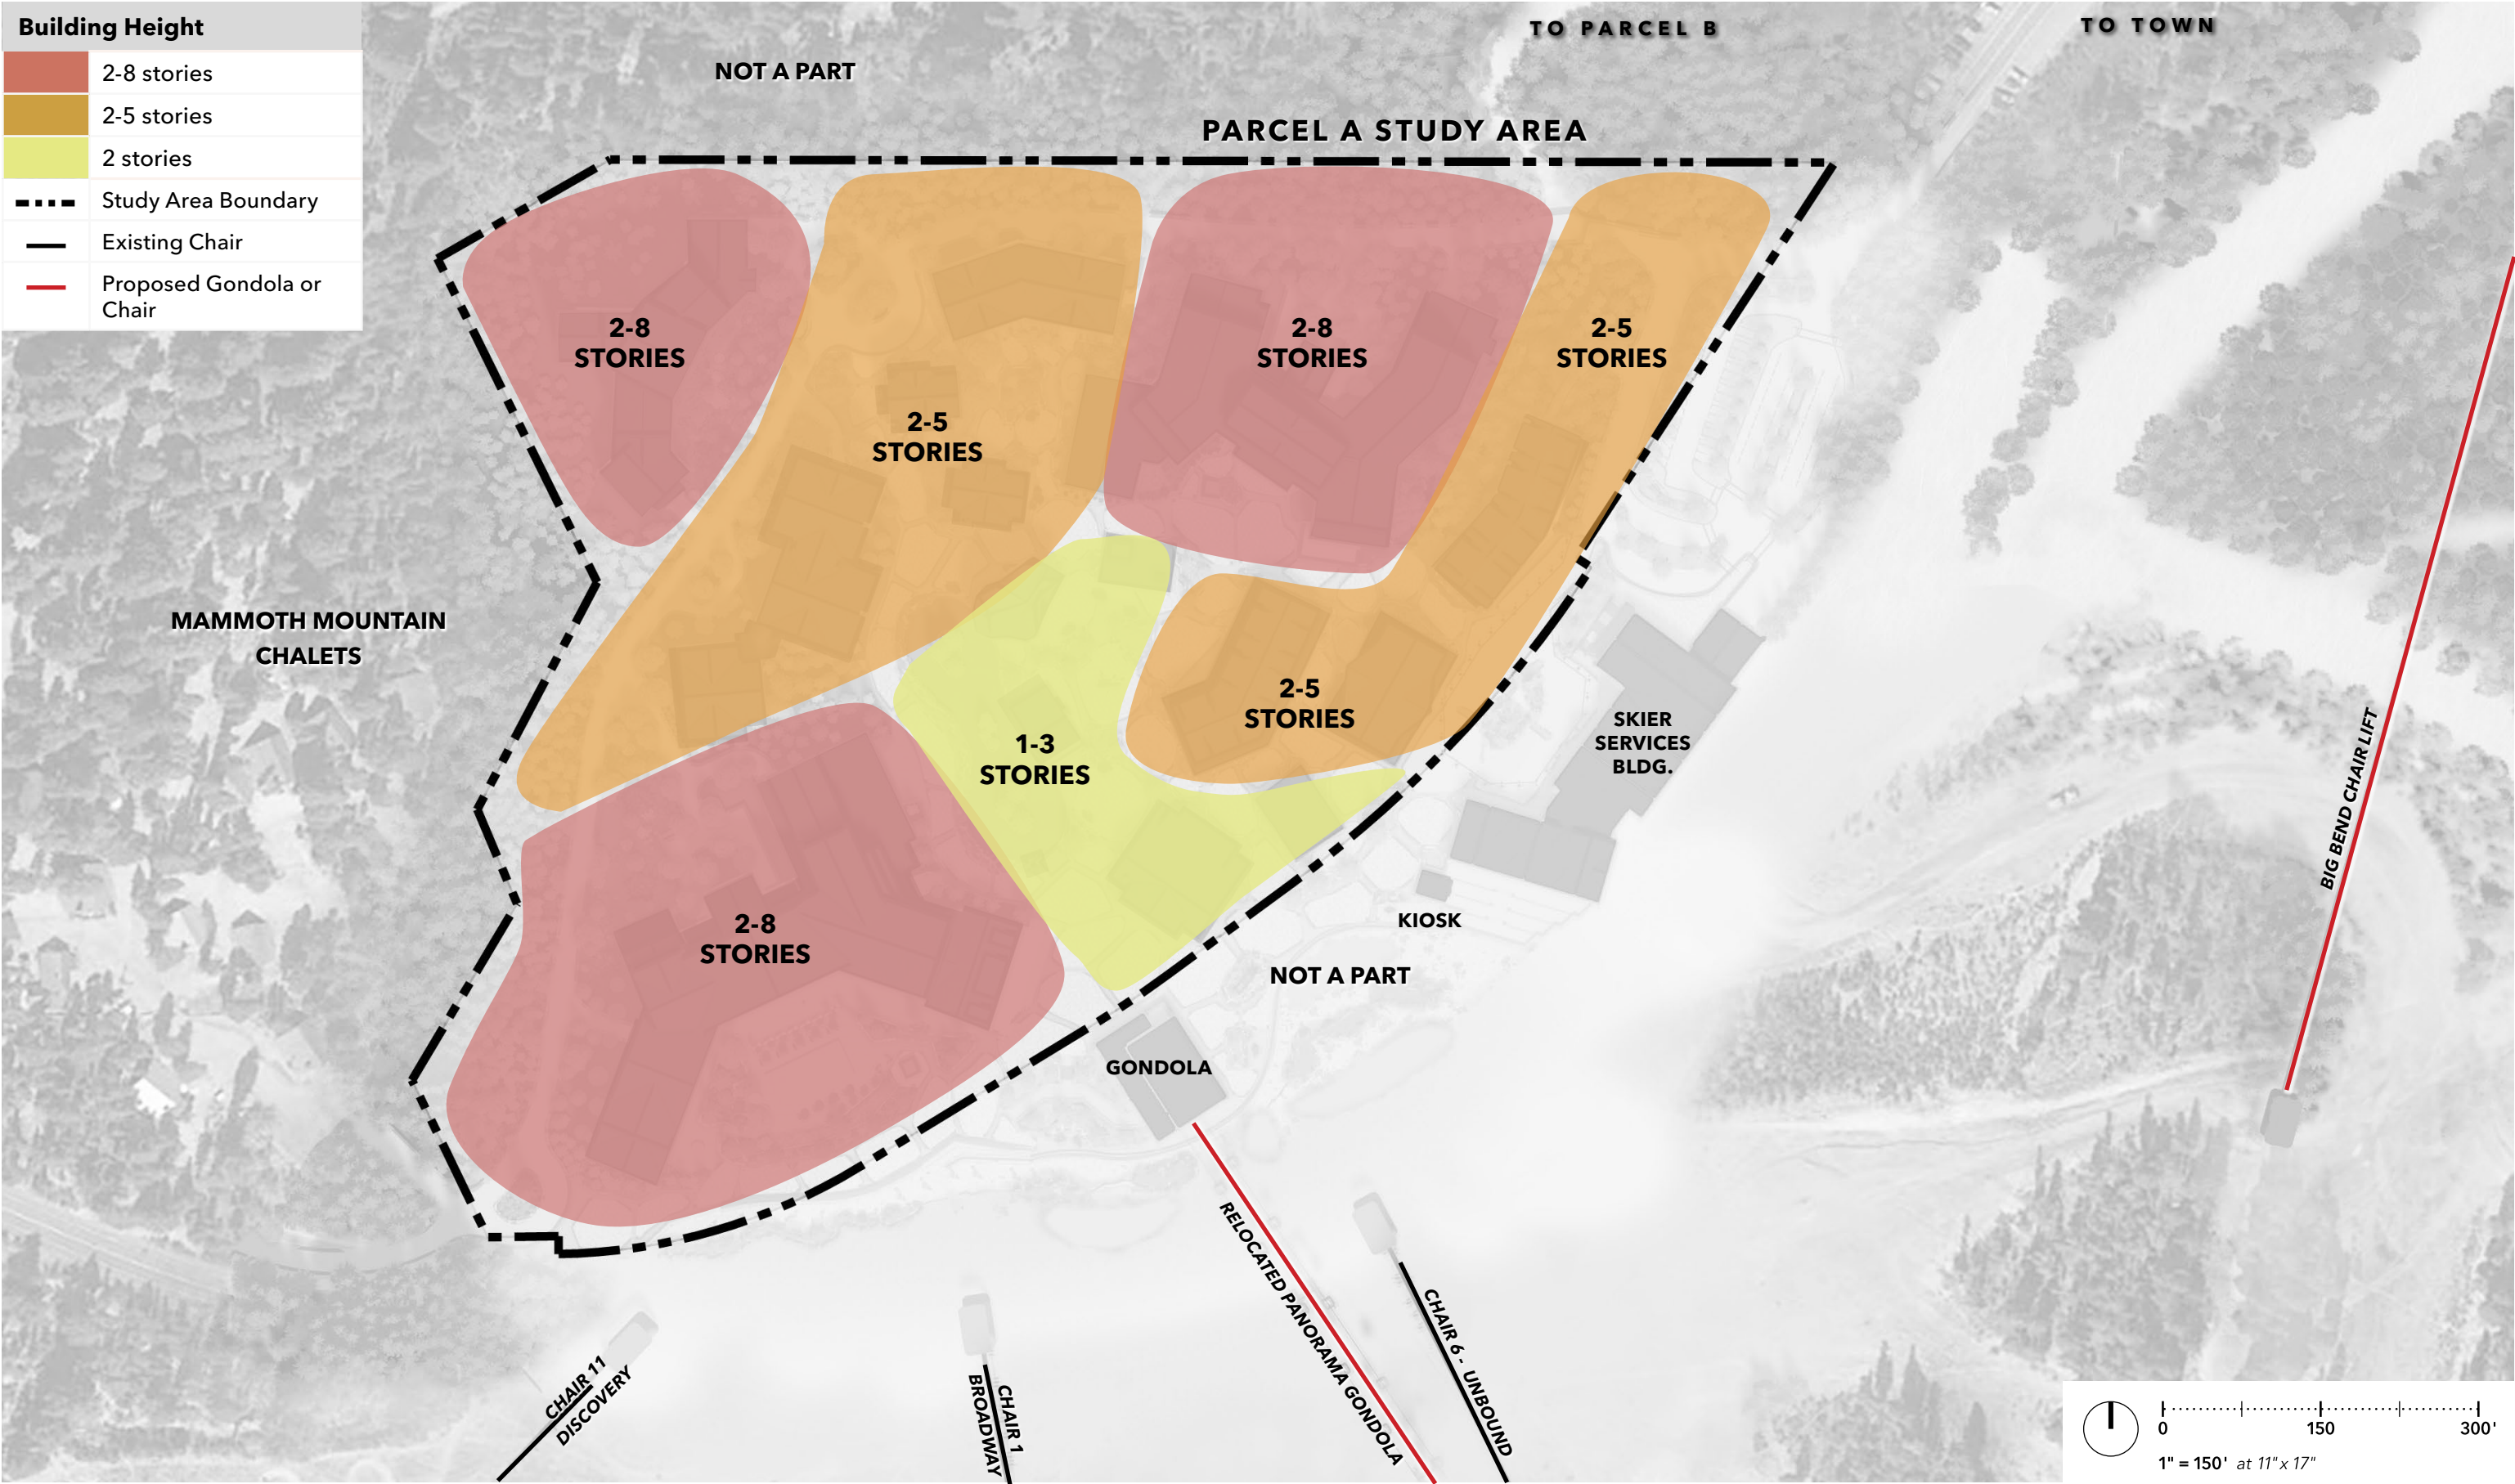 Building Height
2-8 stories
2-5 stories
2 stories
Study Area Boundary
Existing Chair
Proposed Gondola or
Chair
TO PARCEL B
TO TOWN
NOT A PART
PARCEL A STUDY AREA
2-8
STORIES
2-5
STORIES
2-8
STORIES
2-5
STORIES
MAMMOTH MOUNTAIN
CHALETS
1-3
STORIES
2-5
STORIES
SKIER
SERVICES
BLDG.
BIG BEND CHAIR LIFT
2-8
STORIES
KIOSK
NOT A PART
GONDOLA
RELOCATED PANORAMA GONDOLA
CHAIR 6 - UNBOUND
CHAIR 11
DISCOVERY
CHAIR 1
BROADWAY
0 150 300'
1" = 150' at 11"x 17"